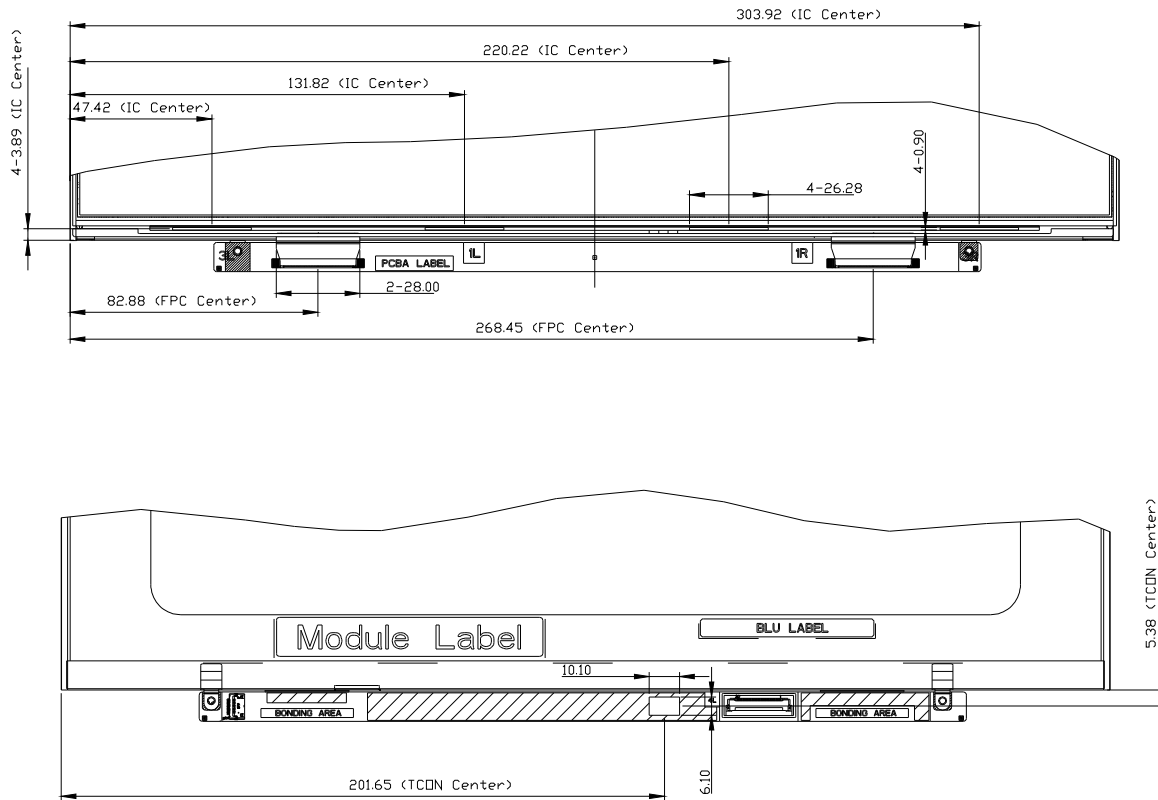 303.92 (IC Center)
220.22 (IC Center)
131.82 (IC Center)
47.42 (IC Center)
4-3.89 (IC Center)
4-0.90
4-26.28
1L
1R
PCBA LABEL
2-28.00
82.88 (FPC Center)
268.45 (FPC Center)
5.38 (TCON Center)
Module Label
BLU LABEL
10.10
BONDING AREA
BONDING AREA
6.10
201.65 (TCON Center)